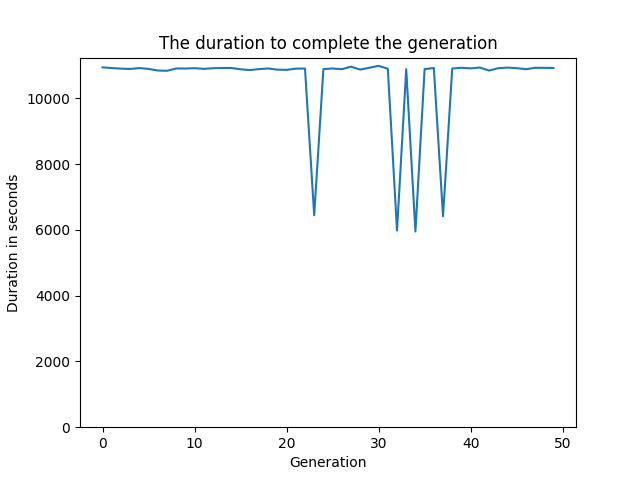 The duration to complete the generation
10000
8000
6000
4000
2000
0
Duration in seconds
0 10 20 30 40 50
Generation